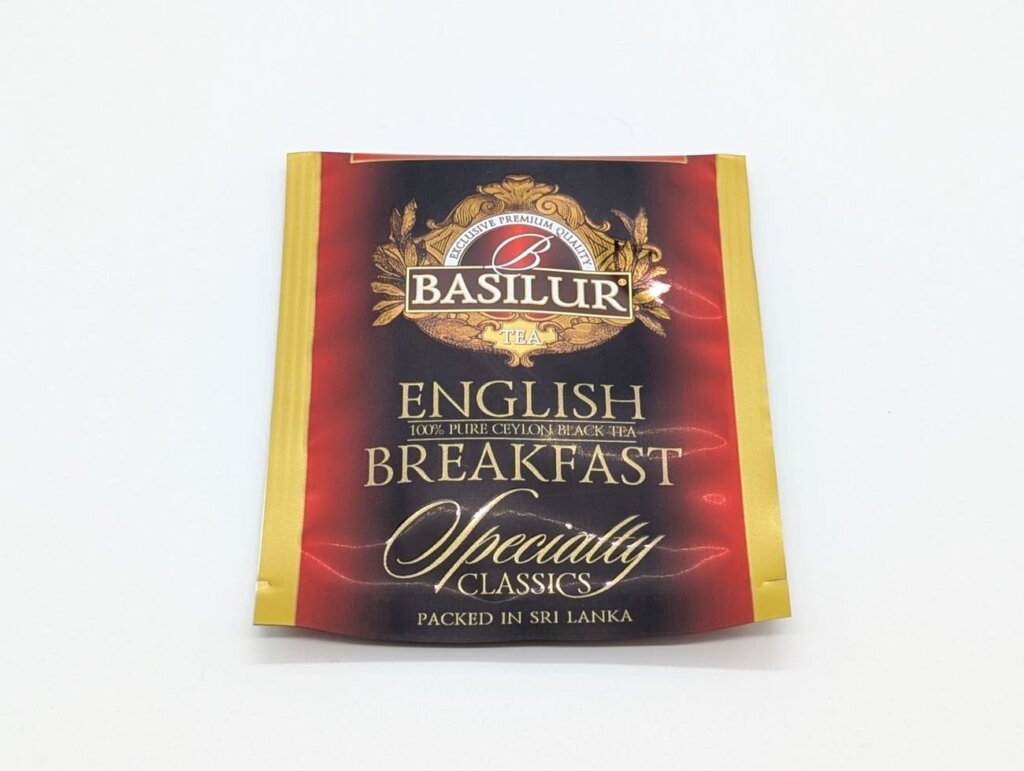 EXCLUSIVE PREMIUM QUALITY
B
BASILUR®
TEA
ENGLISH
100% PURE CEYLON BLACK TEA
BREAKFAST
Specialty
CLASSICS
PACKED IN SRI LANKA